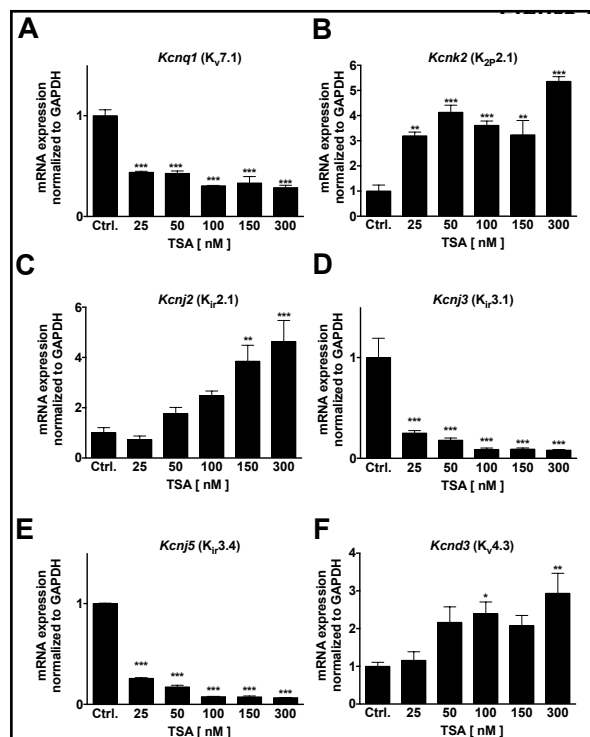 A
Kcnq1 (Kv7.1)
mRNA expression
normalized to GAPDH
1
0
***
***
***
***
***
Ctrl. 25 50 100 150 300
TSA [ nM ]
B
Kcnk2 (K2P2.1)
mRNA expression
normalized to GAPDH
6
5
4
3
2
1
0
**
***
***
**
***
Ctrl. 25 50 100 150 300
TSA [ nM ]
C
Kcnj2 (Kir2.1)
mRNA expression
normalized to GAPDH
6
4
2
0
**
***
Ctrl. 25 50 100 150 300
TSA [ nM ]
D
Kcnj3 (Kir3.1)
mRNA expression
normalized to GAPDH
1
0
***
***
***
***
***
Ctrl. 25 50 100 150 300
TSA [ nM ]
E
Kcnj5 (Kir3.4)
mRNA expression
normalized to GAPDH
1
0
***
***
***
***
***
Ctrl. 25 50 100 150 300
TSA [ nM ]
F
Kcnd3 (Kv4.3)
mRNA expression
normalized to GAPDH
4
3
2
1
0
*
**
Ctrl. 25 50 100 150 300
TSA [ nM ]